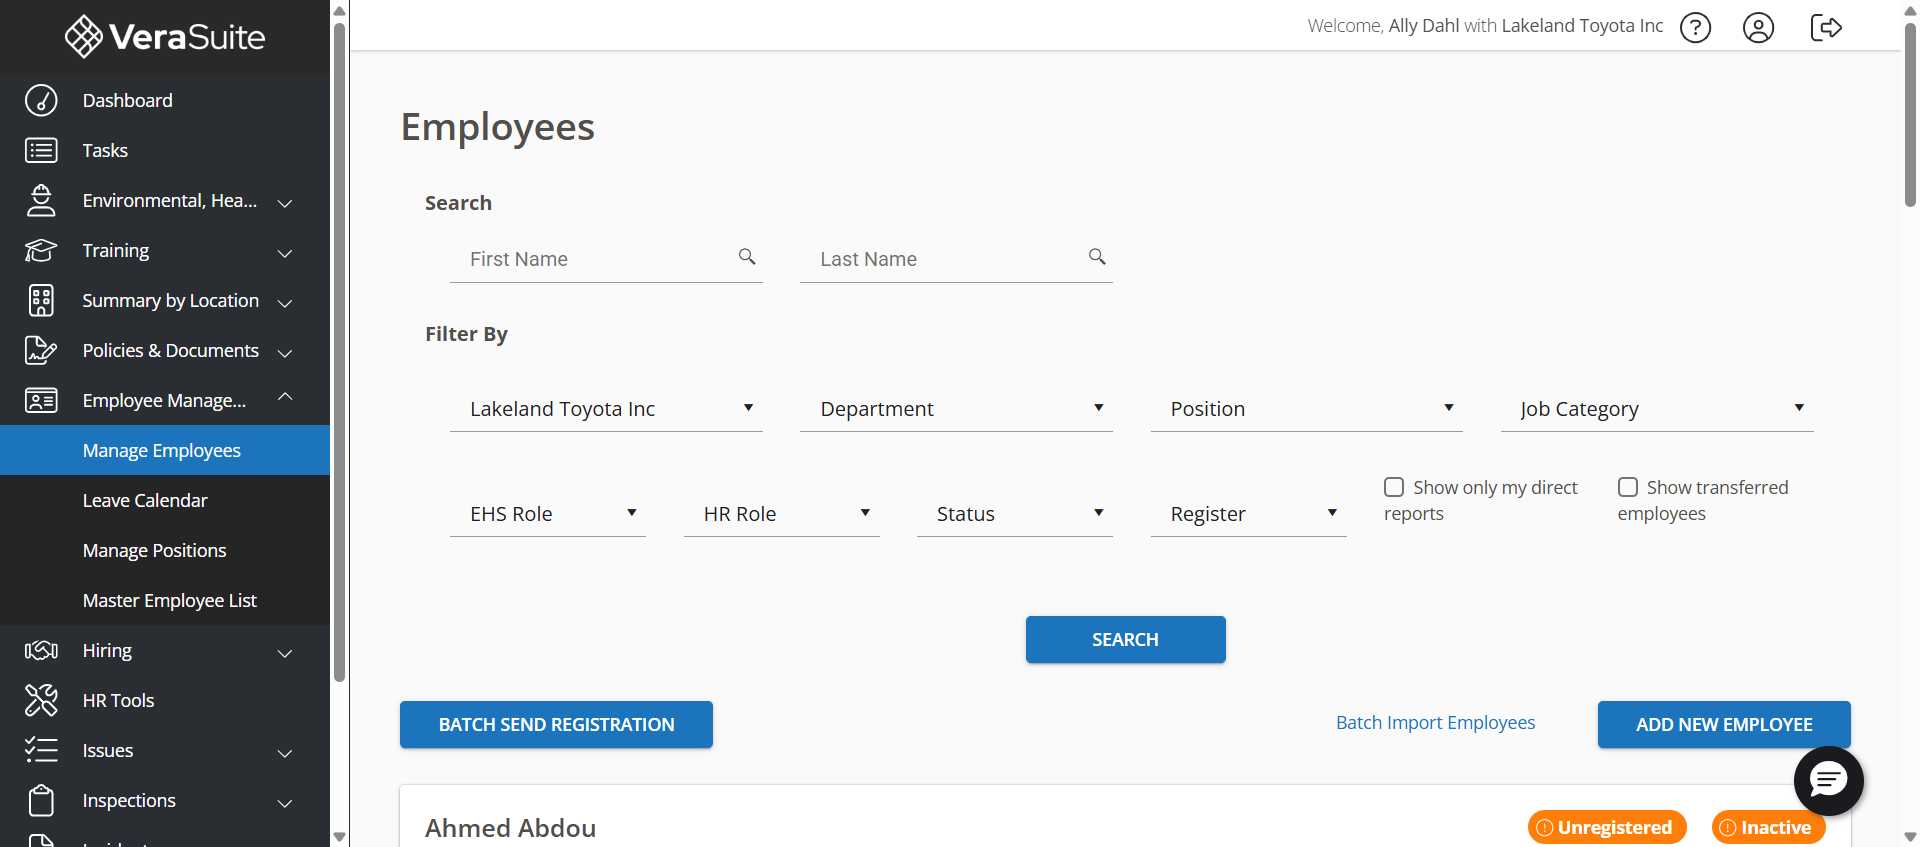 VeraSuite
Welcome, Ally Dahl with Lakeland Toyota Inc
Dashboard
Tasks
Environmental, Hea...
Training
Summary by Location
Policies & Documents
Employee Manage...
Manage Employees
Leave Calendar
Manage Positions
Master Employee List
Hiring
HR Tools
Issues
Inspections
Employees
Search
First Name
Last Name
Filter By
Lakeland Toyota Inc
Department
Position
Job Category
EHS Role
HR Role
Status
Register
Show only my direct
reports
Show transferred
employees
SEARCH
BATCH SEND REGISTRATION
Batch Import Employees
ADD NEW EMPLOYEE
Ahmed Abdou
Unregistered
Inactive